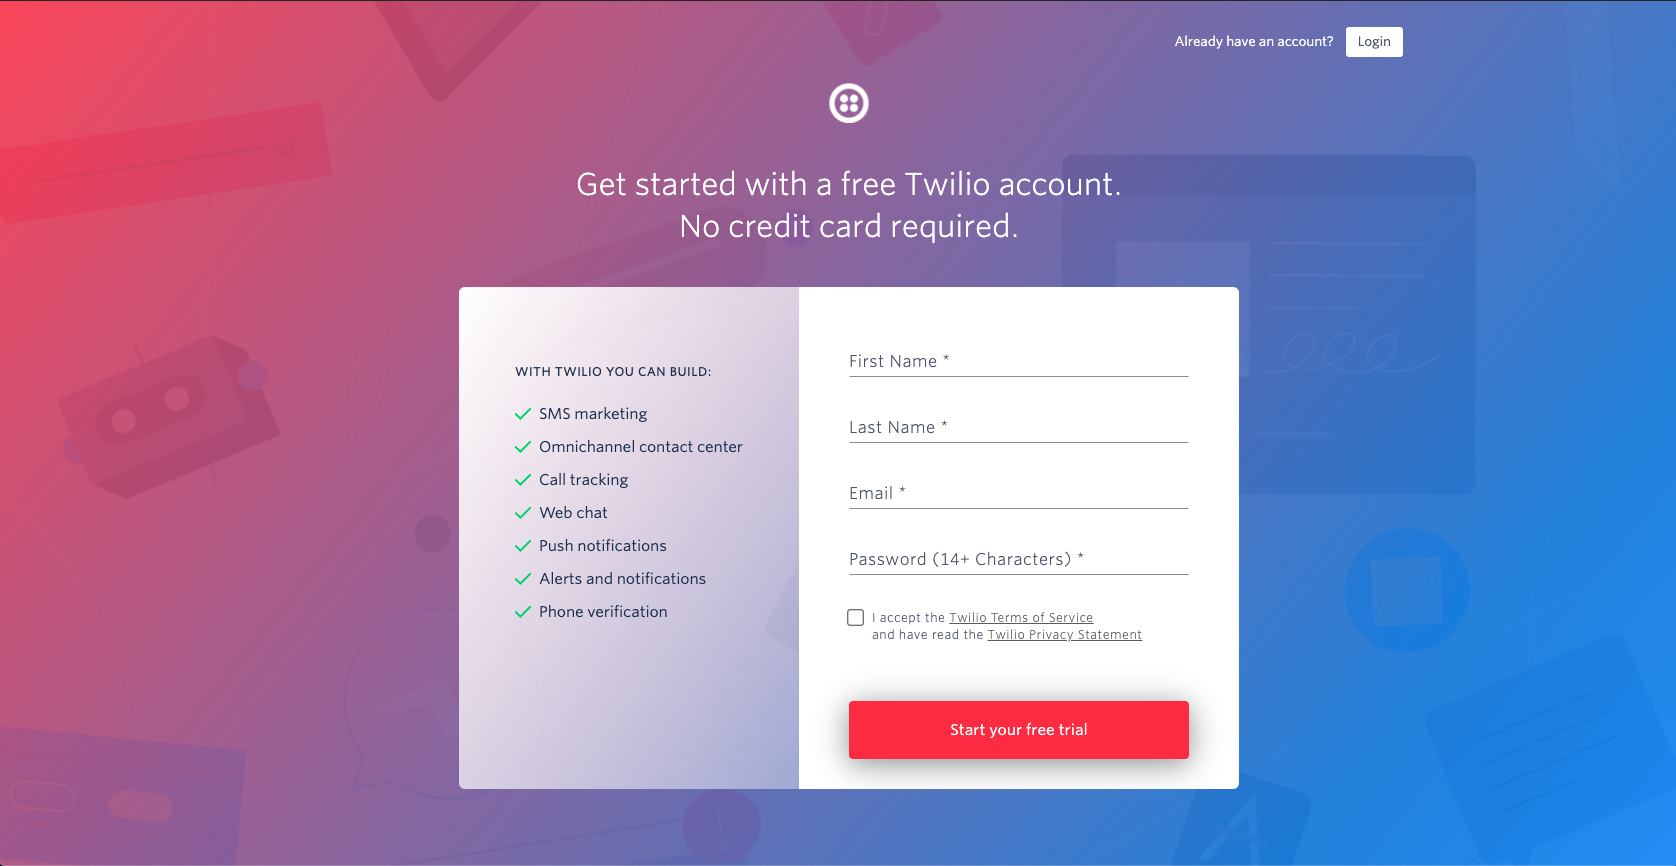 Already have an account? Login
Get started with a free Twilio account.
No credit card required.
WITH TWILIO YOU CAN BUILD:
SMS marketing
Omnichannel contact center
Call tracking
Web chat
Push notifications
Alerts and notifications
Phone verification
First Name *
Last Name *
Email *
Password (14+ Characters) *
I accept the Twilio Terms of Service
and have read the Twilio Privacy Statement
Start your free trial